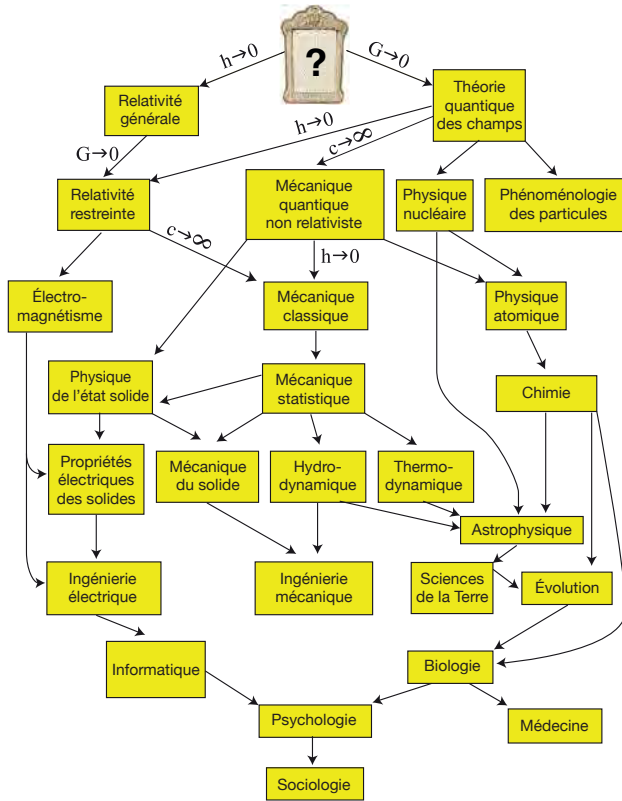 ?
h→0
G→0
Relativité
générale
Théorie
quantique
des champs
h→0
c→∞
G→0
Relativité
restreinte
Mécanique
quantique
non relativiste
Physique
nucléaire
Phénoménologie
des particules
c→∞
h→0
Électro-
magnétisme
Mécanique
classique
Physique
atomique
Physique
de l'état solide
Mécanique
statistique
Chimie
Propriétés
électriques
des solides
Mécanique
du solide
Hydro-
dynamique
Thermo-
dynamique
Astrophysique
Ingénierie
électrique
Ingénierie
mécanique
Sciences
de la Terre
Évolution
Informatique
Biologie
Psychologie
Médecine
Sociologie